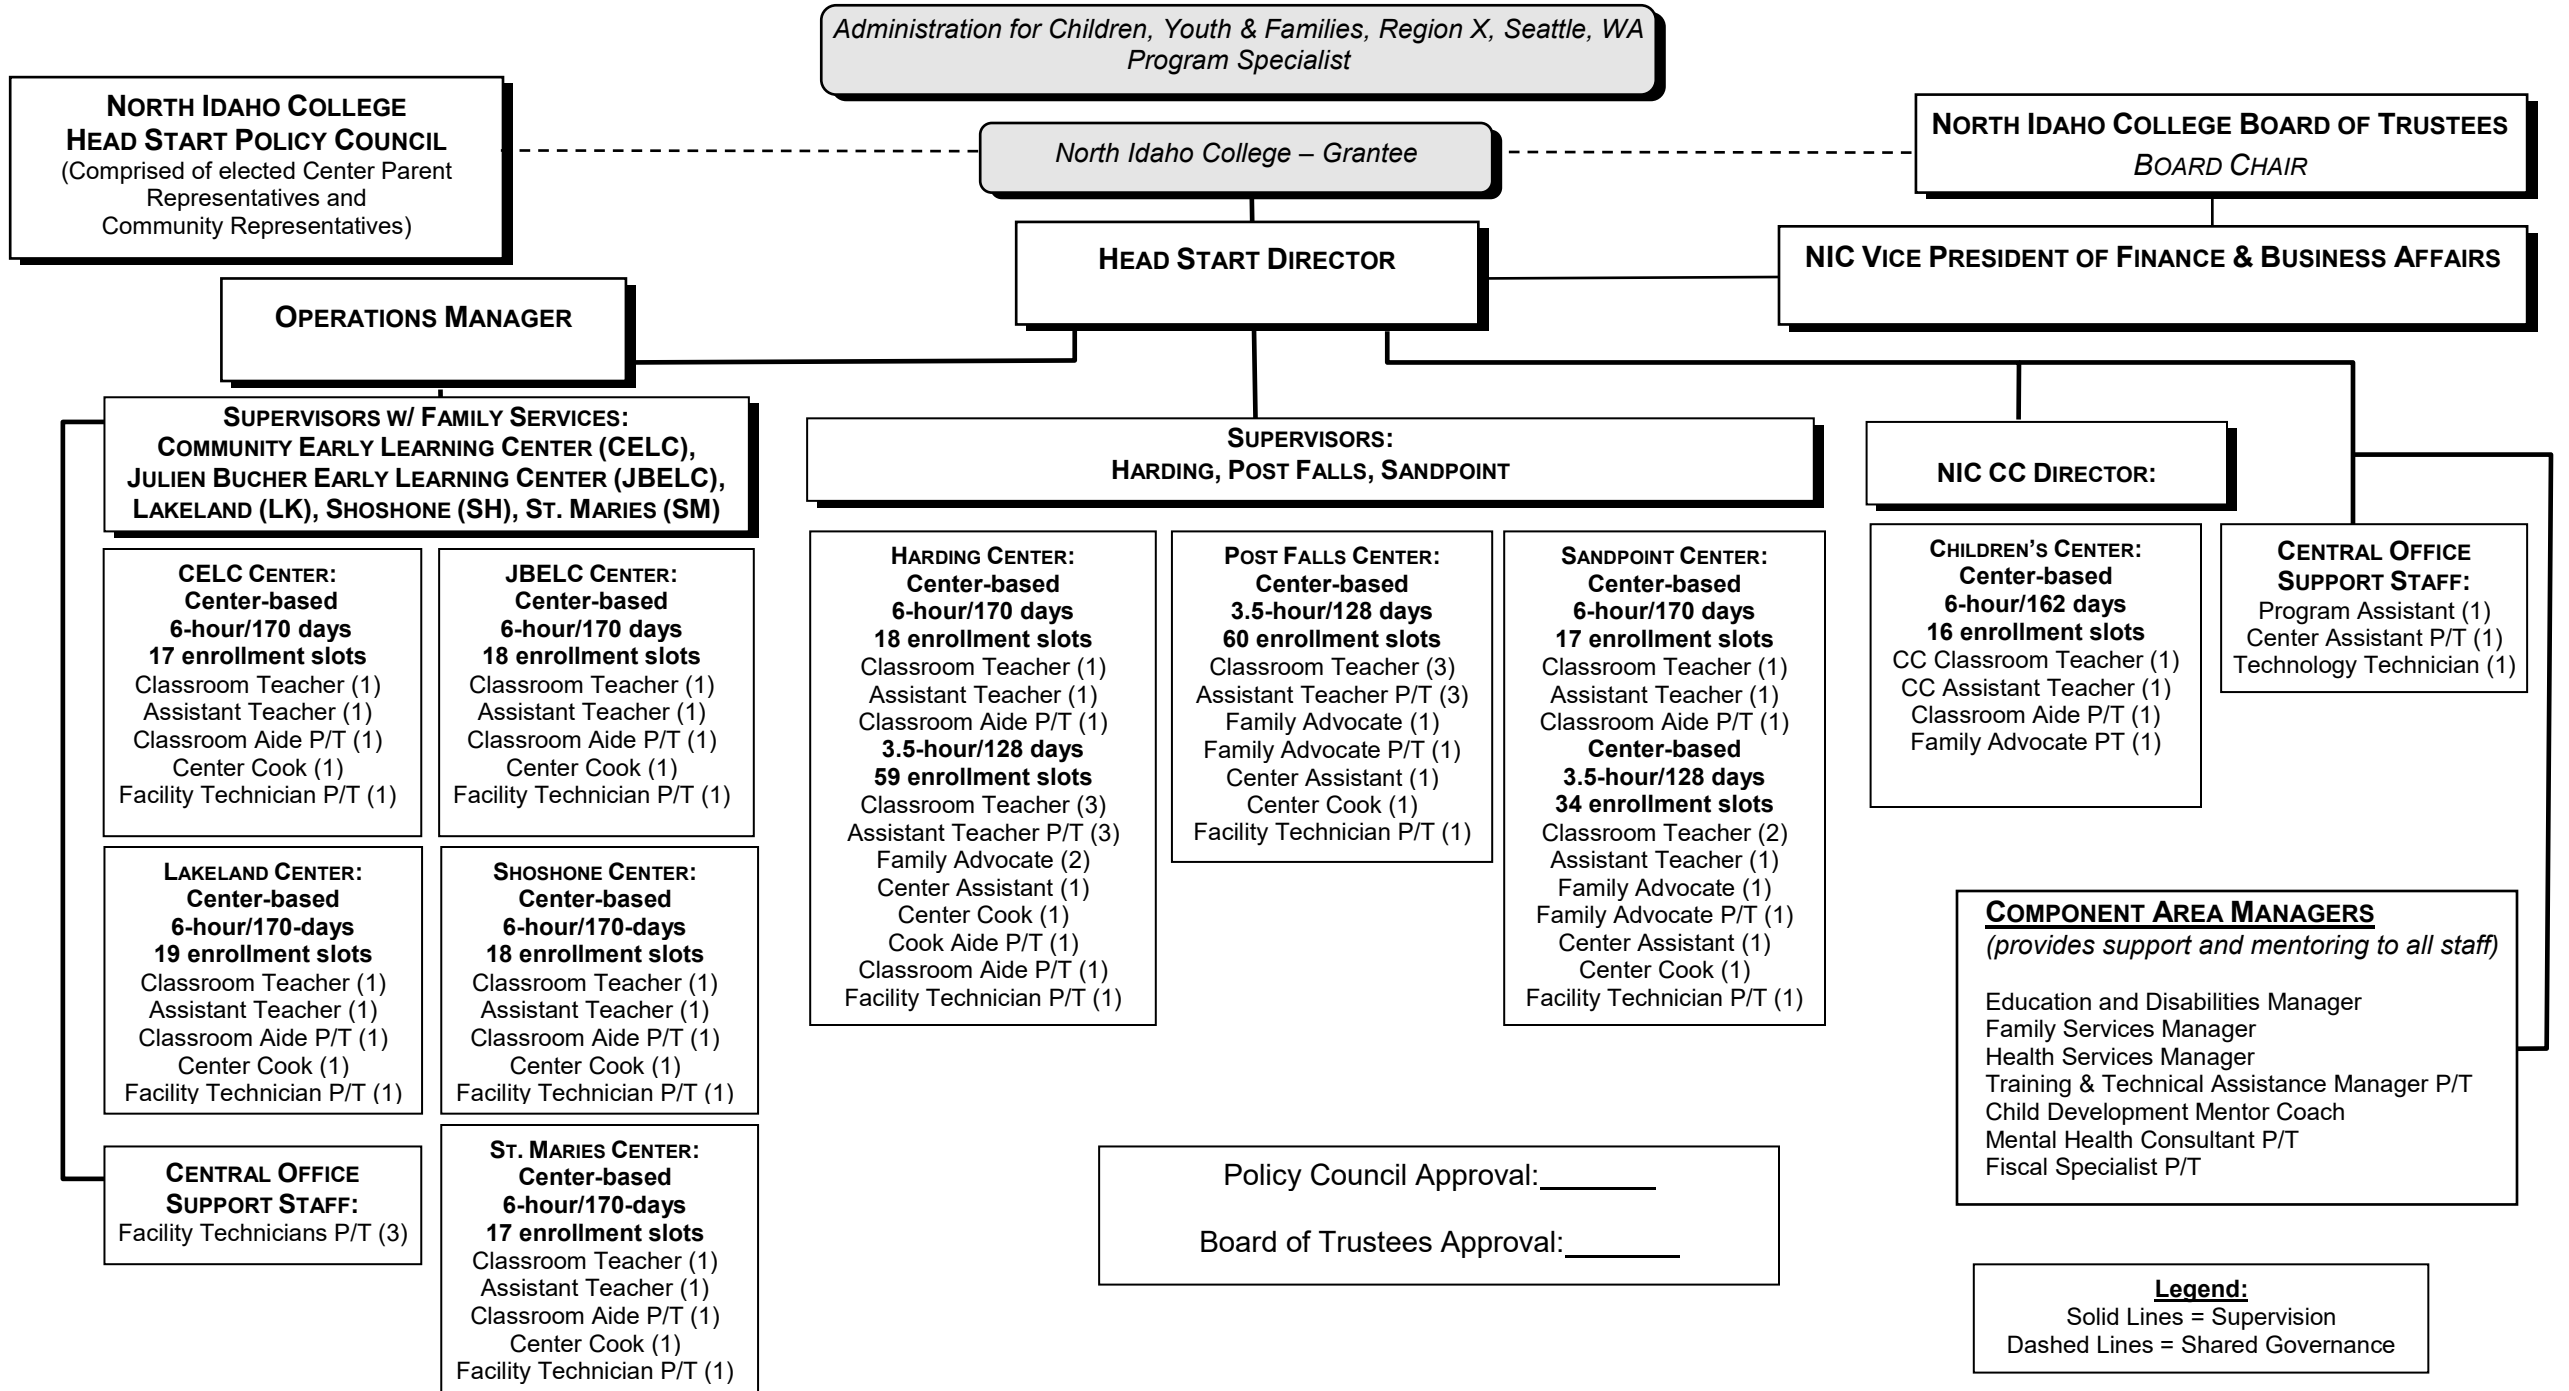 Administration for Children, Youth & Families, Region X, Seattle, WA
Program Specialist
NORTH IDAHO COLLEGE
HEAD START POLICY COUNCIL
(Comprised of elected Center Parent
Representatives and
Community Representatives)
North Idaho College – Grantee
NORTH IDAHO COLLEGE BOARD OF TRUSTEES
BOARD CHAIR
HEAD START DIRECTOR
NIC VICE PRESIDENT OF FINANCE & BUSINESS AFFAIRS
OPERATIONS MANAGER
SUPERVISORS W/ FAMILY SERVICES:
COMMUNITY EARLY LEARNING CENTER (CELC),
JULIEN BUCHER EARLY LEARNING CENTER (JBELC),
LAKELAND (LK), SHOSHONE (SH), ST. MARIES (SM)
SUPERVISORS:
HARDING, POST FALLS, SANDPOINT
NIC CC DIRECTOR:
CELC CENTER:
Center-based
6-hour/170 days
17 enrollment slots
Classroom Teacher (1)
Assistant Teacher (1)
Classroom Aide P/T (1)
Center Cook (1)
Facility Technician P/T (1)
JBELC CENTER:
Center-based
6-hour/170 days
18 enrollment slots
Classroom Teacher (1)
Assistant Teacher (1)
Classroom Aide P/T (1)
Center Cook (1)
Facility Technician P/T (1)
LAKELAND CENTER:
Center-based
6-hour/170-days
19 enrollment slots
Classroom Teacher (1)
Assistant Teacher (1)
Classroom Aide P/T (1)
Center Cook (1)
Facility Technician P/T (1)
SHOSHONE CENTER:
Center-based
6-hour/170-days
18 enrollment slots
Classroom Teacher (1)
Assistant Teacher (1)
Classroom Aide P/T (1)
Center Cook (1)
Facility Technician P/T (1)
CENTRAL OFFICE
SUPPORT STAFF:
Facility Technicians P/T (3)
ST. MARIES CENTER:
Center-based
6-hour/170-days
17 enrollment slots
Classroom Teacher (1)
Assistant Teacher (1)
Classroom Aide P/T (1)
Center Cook (1)
Facility Technician P/T (1)
HARDING CENTER:
Center-based
6-hour/170 days
18 enrollment slots
Classroom Teacher (1)
Assistant Teacher (1)
Classroom Aide P/T (1)
3.5-hour/128 days
59 enrollment slots
Classroom Teacher (3)
Assistant Teacher P/T (3)
Family Advocate (2)
Center Assistant (1)
Center Cook (1)
Cook Aide P/T (1)
Classroom Aide P/T (1)
Facility Technician P/T (1)
POST FALLS CENTER:
Center-based
3.5-hour/128 days
60 enrollment slots
Classroom Teacher (3)
Assistant Teacher P/T (3)
Family Advocate (1)
Family Advocate P/T (1)
Center Assistant (1)
Center Cook (1)
Facility Technician P/T (1)
SANDPOINT CENTER:
Center-based
6-hour/170 days
17 enrollment slots
Classroom Teacher (1)
Assistant Teacher (1)
Classroom Aide P/T (1)
Center-based
3.5-hour/128 days
34 enrollment slots
Classroom Teacher (2)
Assistant Teacher (1)
Family Advocate (1)
Family Advocate P/T (1)
Center Assistant (1)
Center Cook (1)
Facility Technician P/T (1)
CHILDREN'S CENTER:
Center-based
6-hour/162 days
16 enrollment slots
CC Classroom Teacher (1)
CC Assistant Teacher (1)
Classroom Aide P/T (1)
Family Advocate PT (1)
CENTRAL OFFICE
SUPPORT STAFF:
Program Assistant (1)
Center Assistant P/T (1)
Technology Technician (1)
COMPONENT AREA MANAGERS
(provides support and mentoring to all staff)
Education and Disabilities Manager
Family Services Manager
Health Services Manager
Training & Technical Assistance Manager P/T
Child Development Mentor Coach
Mental Health Consultant P/T
Fiscal Specialist P/T
Policy Council Approval:_______
Board of Trustees Approval:_______
Legend:
Solid Lines = Supervision
Dashed Lines = Shared Governance